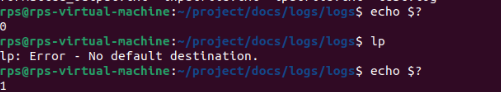 rps@rps-virtual-machine:~/project/docs/logs/logs$ echo $?
0
rps@rps-virtual-machine:~/project/docs/logs/logs$ lp
lp: Error - No default destination.
rps@rps-virtual-machine:~/project/docs/logs/logs$ echo $?
1